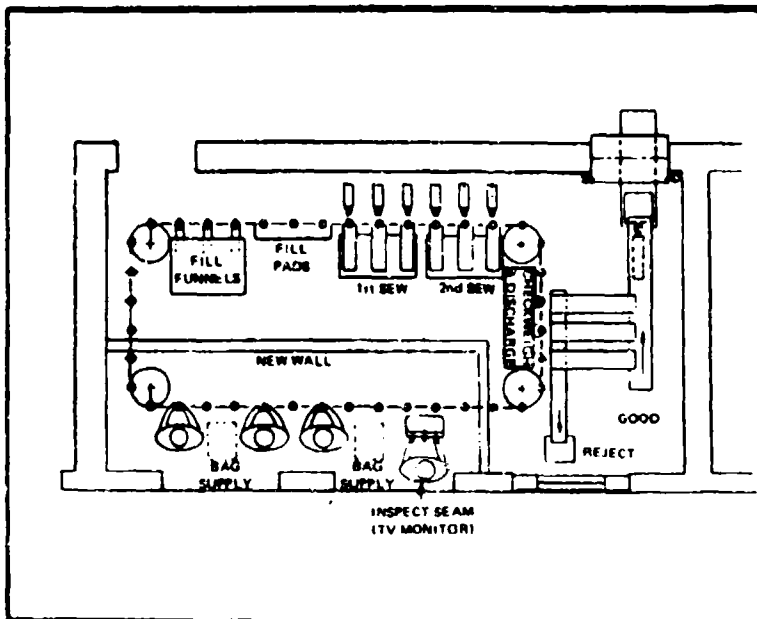 FILL
FUNNELS
FILL
PADS
1st SEW
2nd SEW
CHECKWEIGH
& DISCHARGE
NEW WALL
GOOD
REJECT
BAG
SUPPLY
BAG
SUPPLY
INSPECT SEAM
(TV MONITOR)